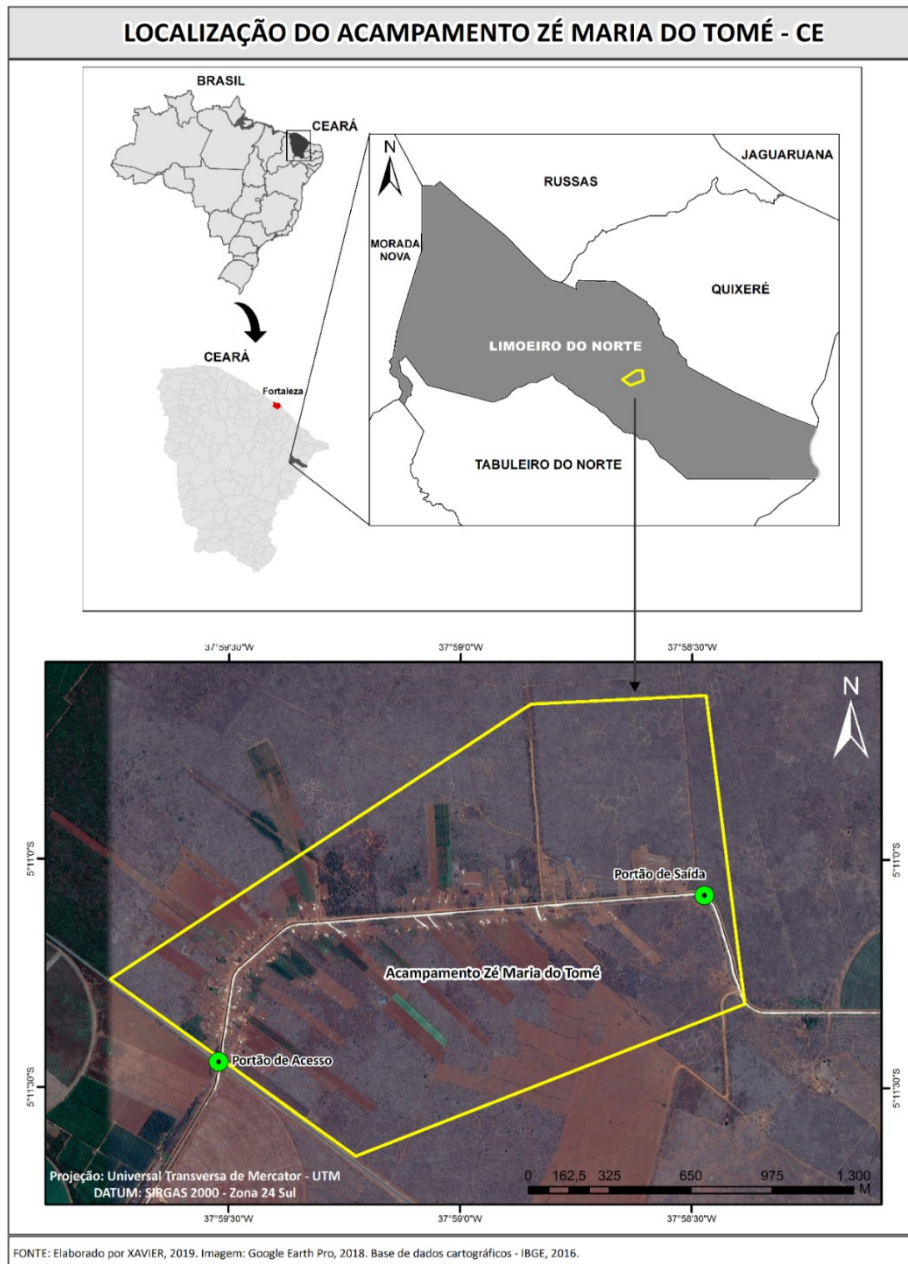 LOCALIZAÇÃO DO ACAMPAMENTO ZÉ MARIA DO TOMÉ - CE
BRASIL
CEARÁ
CEARÁ
Fortaleza
N
JAGUARUANA
RUSSAS
MORADA
NOVA
QUIXERÉ
LIMOEIRO DO NORTE
TABULEIRO DO NORTE
37°59'30"W
37°59'0"W
37°58'30"W
N
5°11'0"S
5°11'0"S
Portão de Saída
Acampamento Zé Maria do Tomé
Portão de Acesso
5°11'30"S
5°11'30"S
Projeção: Universal Transversa de Mercator - UTM
DATUM: SIRGAS 2000 - Zona 24 Sul
0 162,5 325 650 975 1.300
M
37°59'30"W
37°59'0"W
37°58'30"W
FONTE: Elaborado por XAVIER, 2019. Imagem: Google Earth Pro, 2018. Base de dados cartográficos - IBGE, 2016.